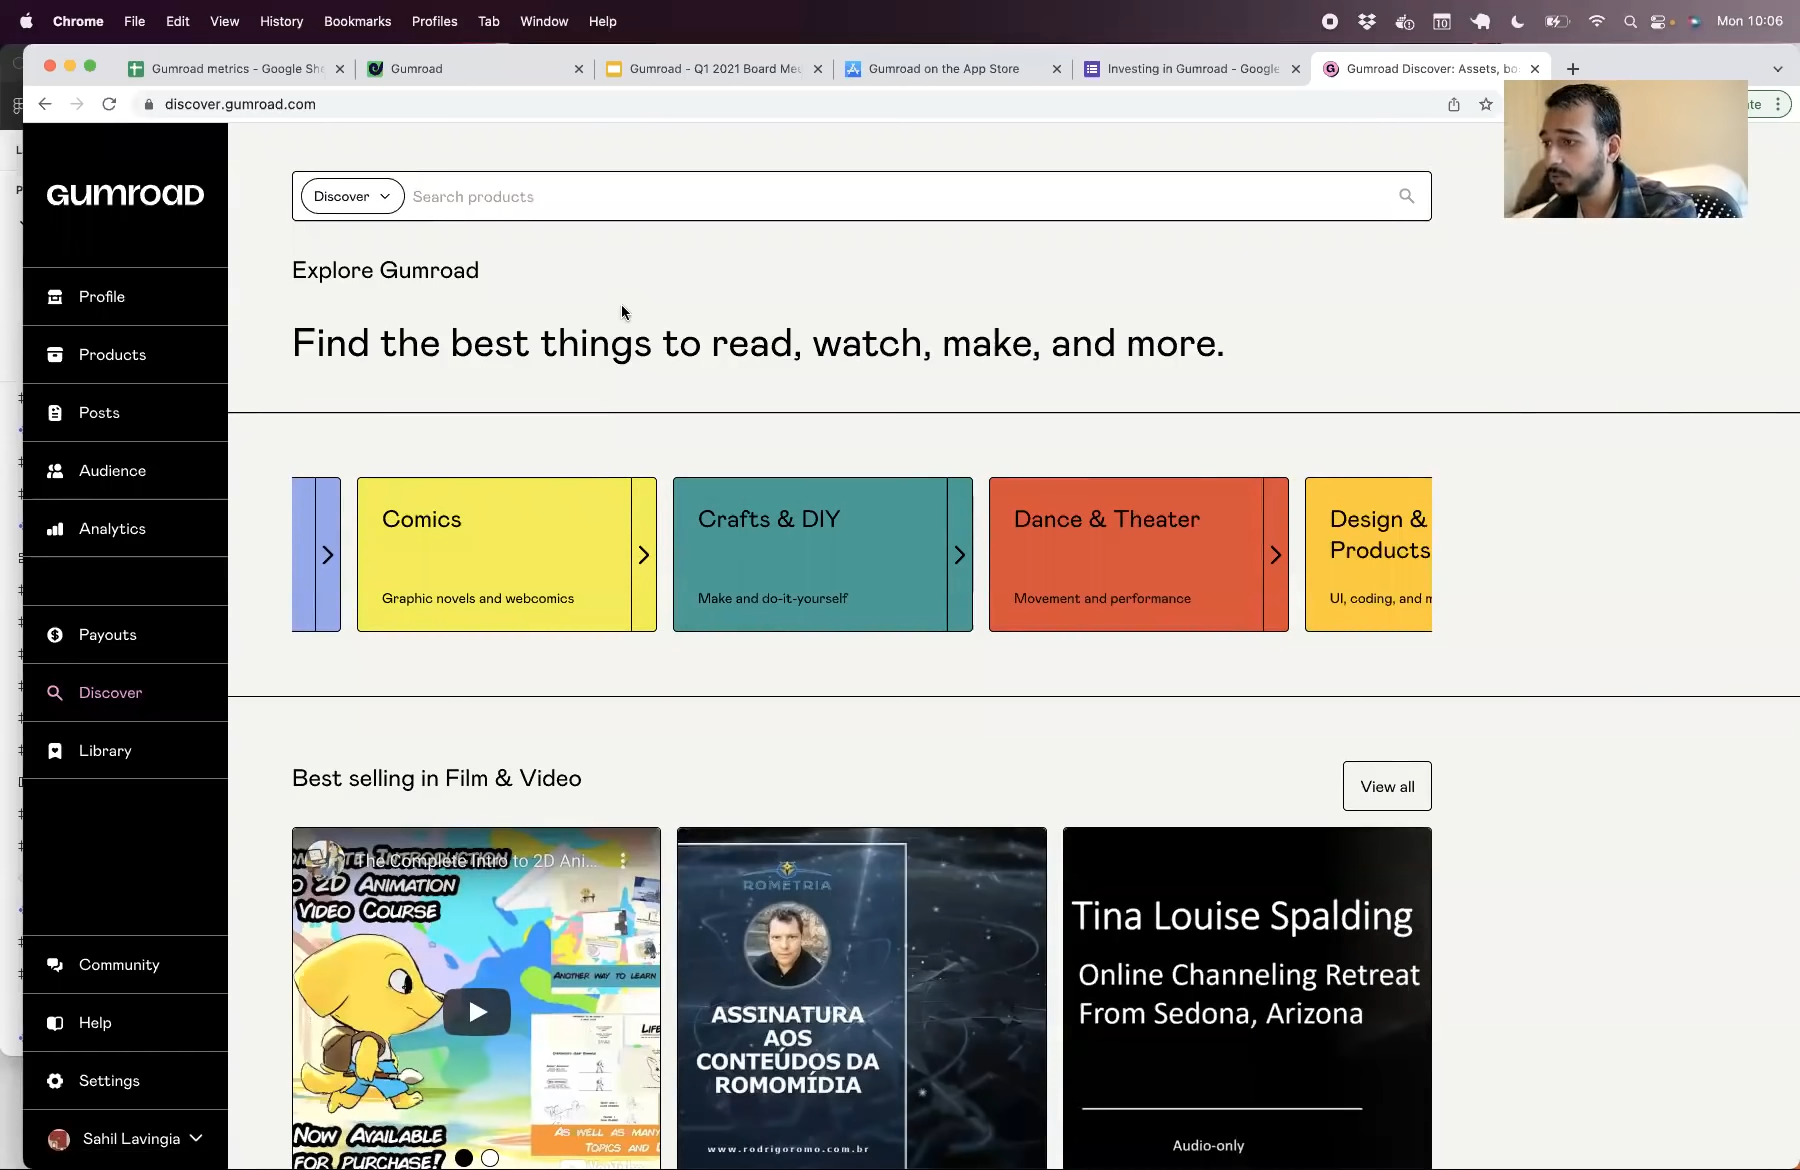 Chrome File Edit View History Bookmarks Profiles Tab Window Help
10
Mon 10:06
Gumroad metrics - Google She
Gumroad
Gumroad - Q1 2021 Board Mee
Gumroad on the App Store
Investing in Gumroad - Google
Gumroad Discover: Assets, bo
discover.gumroad.com
GUMROAD
Profile
Products
Posts
Audience
Analytics
Payouts
Discover
Library
Community
Help
Settings
Sahil Lavingia
Discover
Search products
Explore Gumroad
Find the best things to read, watch, make, and more.
Comics
Graphic novels and webcomics
Crafts & DIY
Make and do-it-yourself
Dance & Theater
Movement and performance
Design &
Products
UI, coding, and
Best selling in Film & Video
View all
The Complete Intro to 2D Ani...
2D ANIMATION
VIDEO COURSE
ANOTHER WAY TO LEARN
AS WELL AS MANY
TOPICS AND
NOW AVAILABLE
FOR PURCHASE!
ROMETRIA
ASSINATURA
AOS
CONTEÚDOS DA
ROMOMÍDIA
www.rodrigoromo.com.br
Tina Louise Spalding
Online Channeling Retreat
From Sedona, Arizona
Audio-only